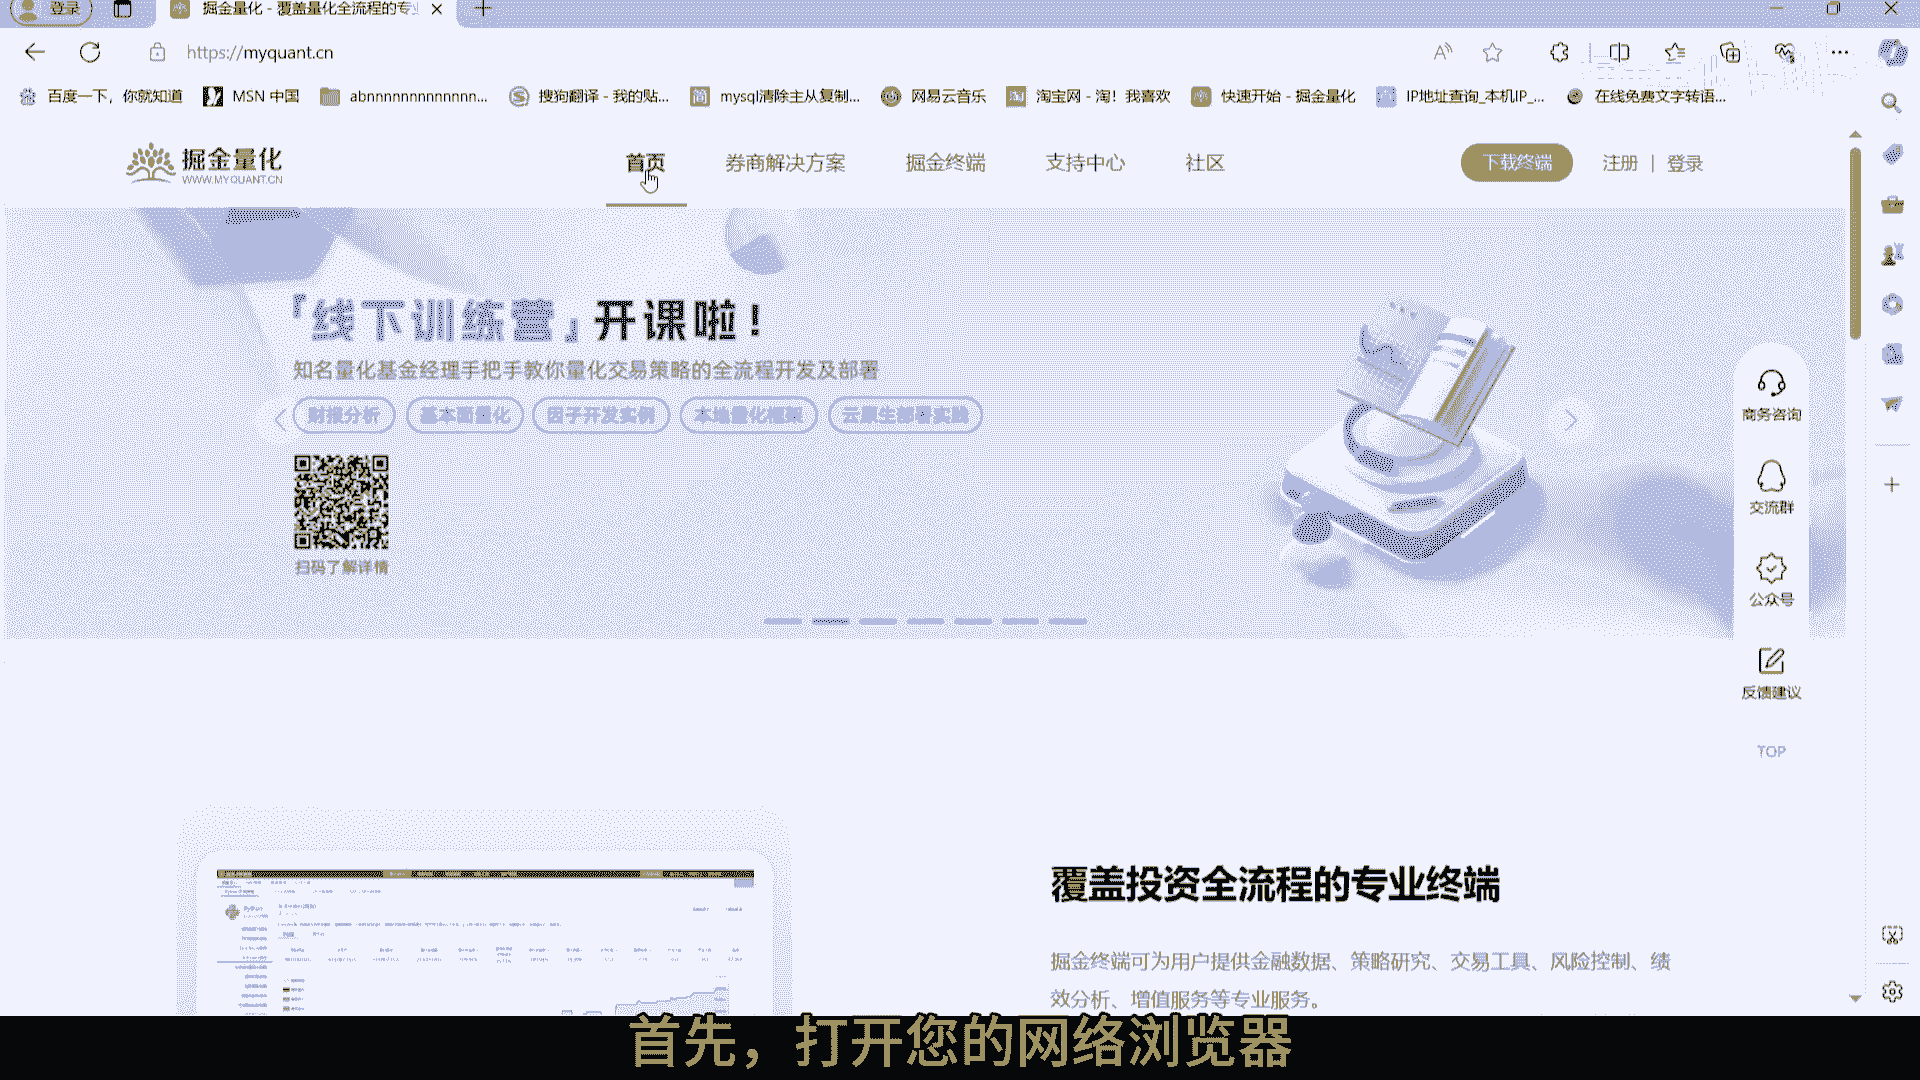 登录
掘金量化 - 覆盖量化全流程的专业
https://myquant.cn
百度一下，你就知道
MSN 中国
abnnnnnnnnnnnnn...
搜狗翻译 - 我的贴...
mysql清除主从复制...
网易云音乐
淘宝网 - 淘！我喜欢
快速开始 - 掘金量化
IP地址查询_本机IP_...
在线免费文字转语...
掘金量化
WWW.MYQUANT.CN
首页
券商解决方案
掘金终端
支持中心
社区
下载终端
注册 | 登录
「线下训练营」开课啦！
知名量化基金经理手把手教你量化交易策略的全流程开发及部署
财报分析
基本面量化
因子开发实例
本地量化框架
云原生部署实践
扫码了解详情
商务咨询
交流群
公众号
反馈建议
TOP
覆盖投资全流程的专业终端
掘金终端可为用户提供金融数据、策略研究、交易工具、风险控制、绩
效分析、增值服务等专业服务。
首先，打开您的网络浏览器